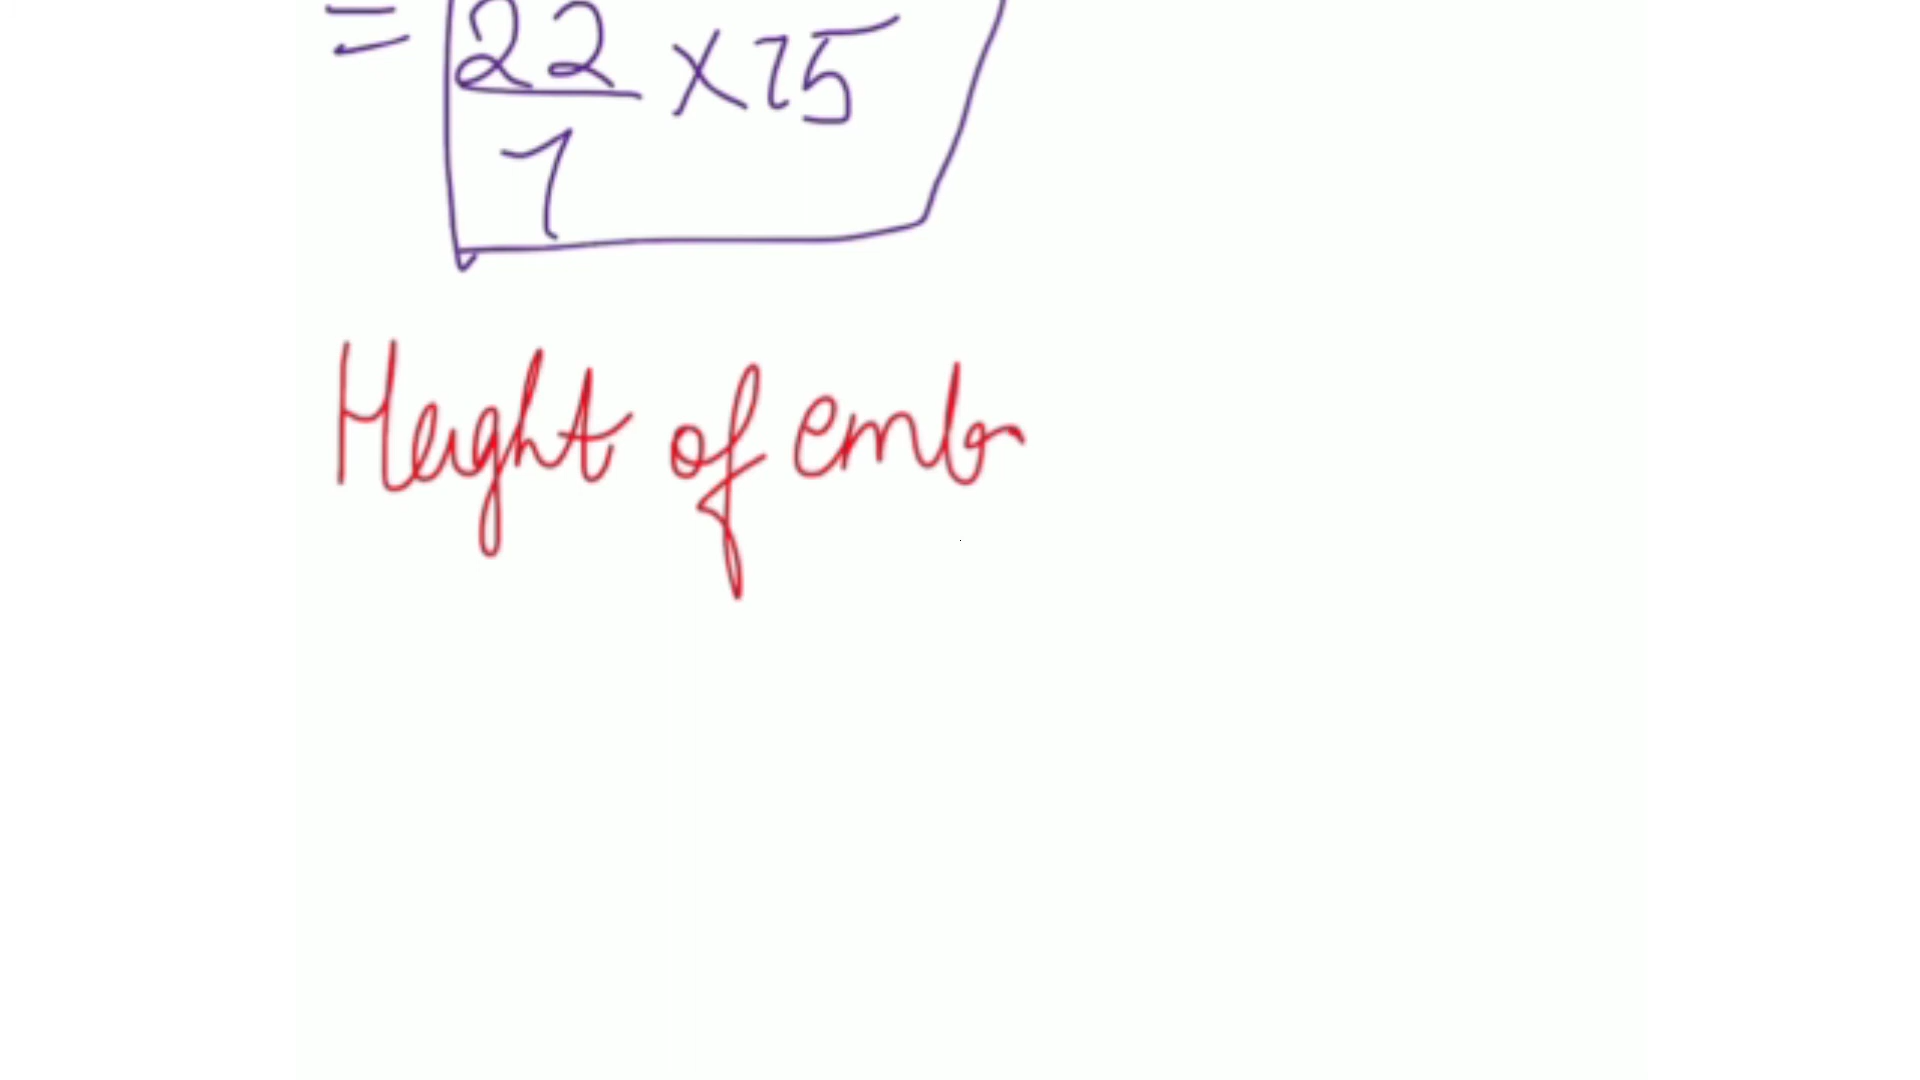 = 22/7 × 75
Height of emb